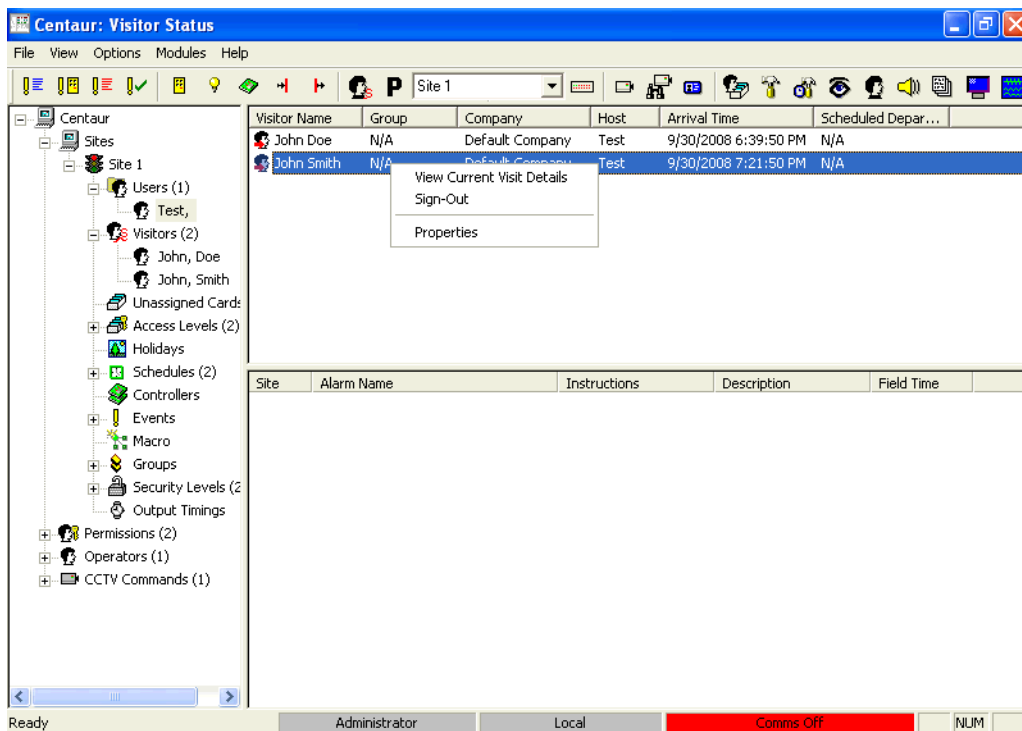 Centaur: Visitor Status
File View Options Modules Help
P Site 1
Centaur
Sites
Site 1
Users (1)
Test,
Visitors (2)
John, Doe
John, Smith
Unassigned Cards
Access Levels (2)
Holidays
Schedules (2)
Controllers
Events
Macro
Groups
Security Levels (2
Output Timings
Permissions (2)
Operators (1)
CCTV Commands (1)
Visitor Name Group Company Host Arrival Time Scheduled Depar...
John Doe N/A Default Company Test 9/30/2008 6:39:50 PM N/A
John Smith N/A Default Company Test 9/30/2008 7:21:50 PM N/A
View Current Visit Details
Sign-Out
Properties
Site Alarm Name Instructions Description Field Time
Ready Administrator Local Comms Off NUM